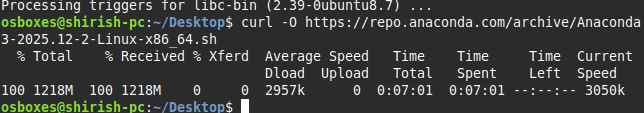 Processing triggers for libc-bin (2.39-0ubuntu8.7) ...
osboxes@shirish-pc:~/Desktop$ curl -O https://repo.anaconda.com/archive/Anaconda
3-2025.12-2-Linux-x86_64.sh
  % Total    % Received % Xferd  Average Speed   Time    Time     Time  Current
                                 Dload  Upload   Total   Spent    Left  Speed
100 1218M  100 1218M    0     0  2957k      0  0:07:01  0:07:01 --:--:-- 3050k
osboxes@shirish-pc:~/Desktop$